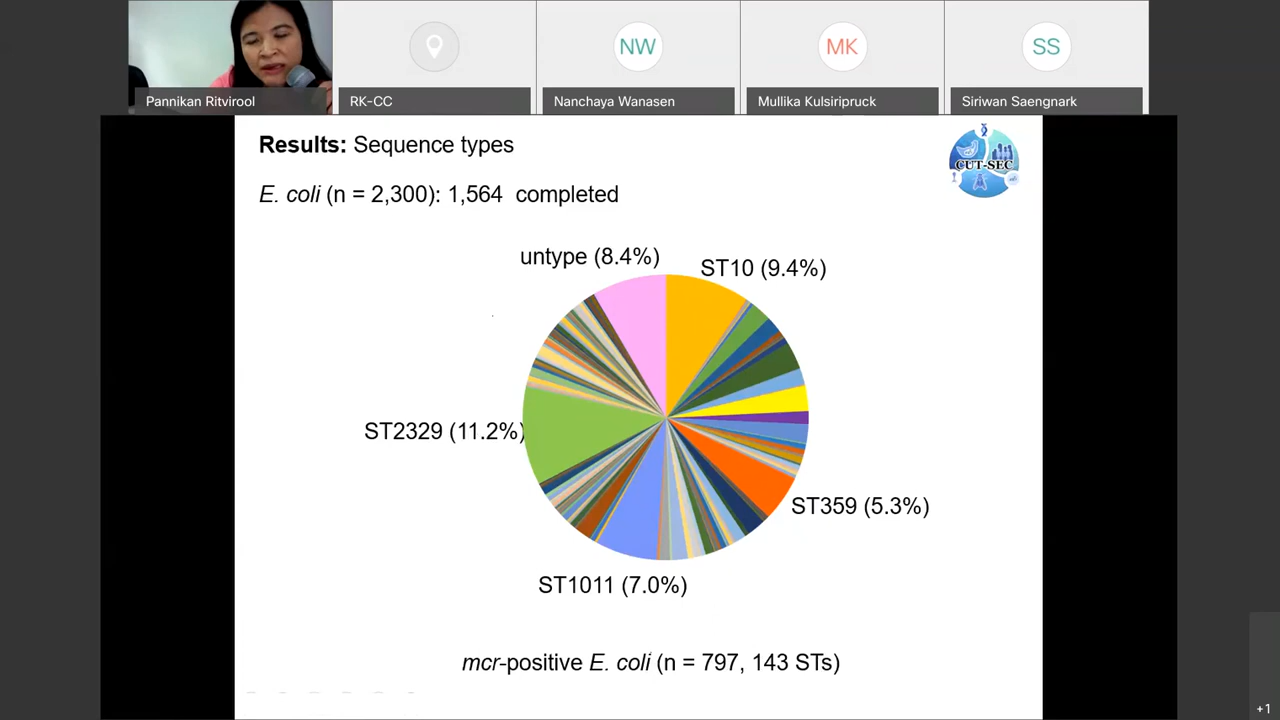 NW
MK
SS
Pannikan Ritvirool
RK-CC
Nanchaya Wanasen
Mullika Kulsiripruck
Siriwan Saengnark
Results: Sequence types
CUT-SEC
E. coli (n = 2,300): 1,564 completed
untype (8.4%)
ST10 (9.4%)
ST2329 (11.2%)
ST359 (5.3%)
ST1011 (7.0%)
mcr-positive E. coli (n = 797, 143 STs)
+1